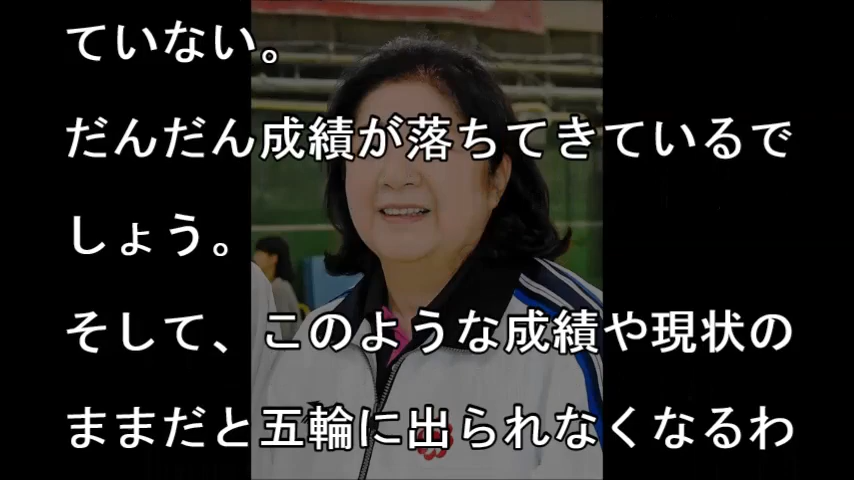 ていない。
だんだん成績が落ちてきているで
しょう。
そして、このような成績や現状の
ままだと五輪に出られなくなるわ